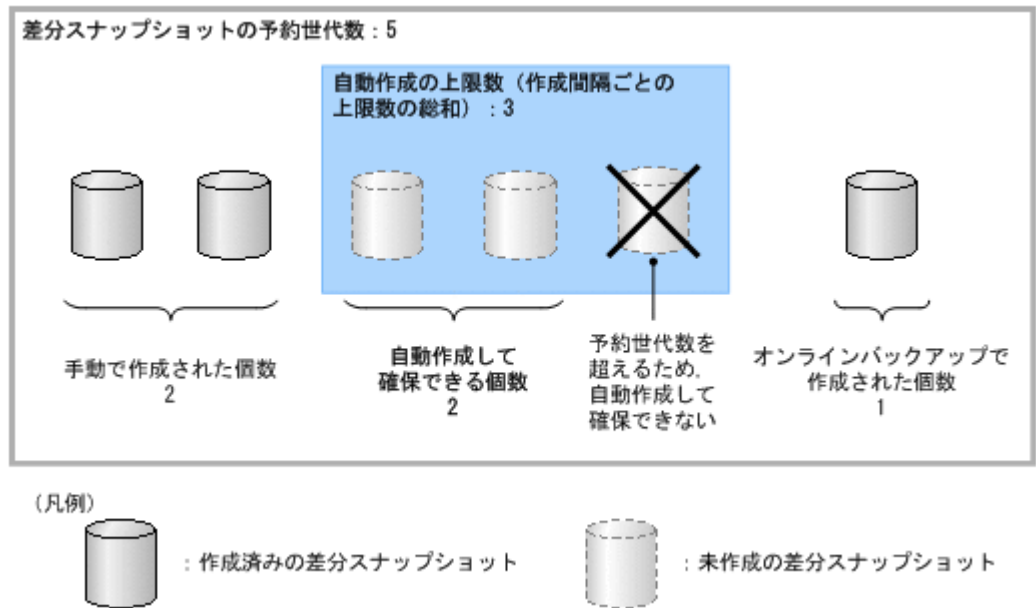 差分スナップショットの予約世代数：5
自動作成の上限数（作成間隔ごとの
上限数の総和）：3
手動で作成された個数
2
自動作成して
確保できる個数
2
予約世代数を
超えるため，
自動作成して
確保できない
オンラインバックアップで
作成された個数
1
（凡例）
：作成済みの差分スナップショット
：未作成の差分スナップショット